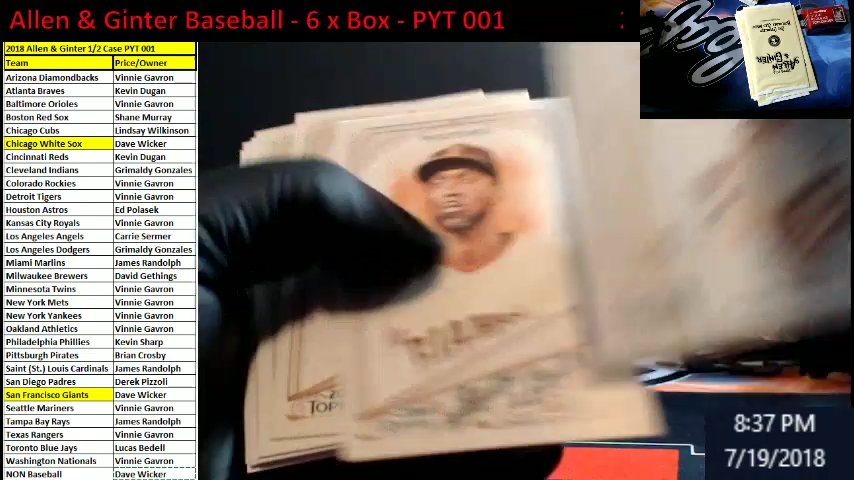 Allen & Ginter Baseball - 6 x Box - PYT 001
2018 Allen & Ginter 1/2 Case PYT 001
Team Price/Owner
Arizona Diamondbacks Vinnie Gavron
Atlanta Braves Kevin Dugan
Baltimore Orioles Vinnie Gavron
Boston Red Sox Shane Murray
Chicago Cubs Lindsay Wilkinson
Chicago White Sox Dave Wicker
Cincinnati Reds Kevin Dugan
Cleveland Indians Grimaldy Gonzales
Colorado Rockies Vinnie Gavron
Detroit Tigers Vinnie Gavron
Houston Astros Ed Polasek
Kansas City Royals Vinnie Gavron
Los Angeles Angels Carrie Sermer
Los Angeles Dodgers Grimaldy Gonzales
Miami Marlins James Randolph
Milwaukee Brewers David Gethings
Minnesota Twins Vinnie Gavron
New York Mets Vinnie Gavron
New York Yankees Vinnie Gavron
Oakland Athletics Vinnie Gavron
Philadelphia Phillies Kevin Sharp
Pittsburgh Pirates Brian Crosby
Saint (St.) Louis Cardinals James Randolph
San Diego Padres Derek Pizzoli
San Francisco Giants Dave Wicker
Seattle Mariners Vinnie Gavron
Tampa Bay Rays James Randolph
Texas Rangers Vinnie Gavron
Toronto Blue Jays Lucas Bedell
Washington Nationals Vinnie Gavron
NON Baseball Dave Wicker
ALLEN & GINTER
8:37 PM
7/19/2018